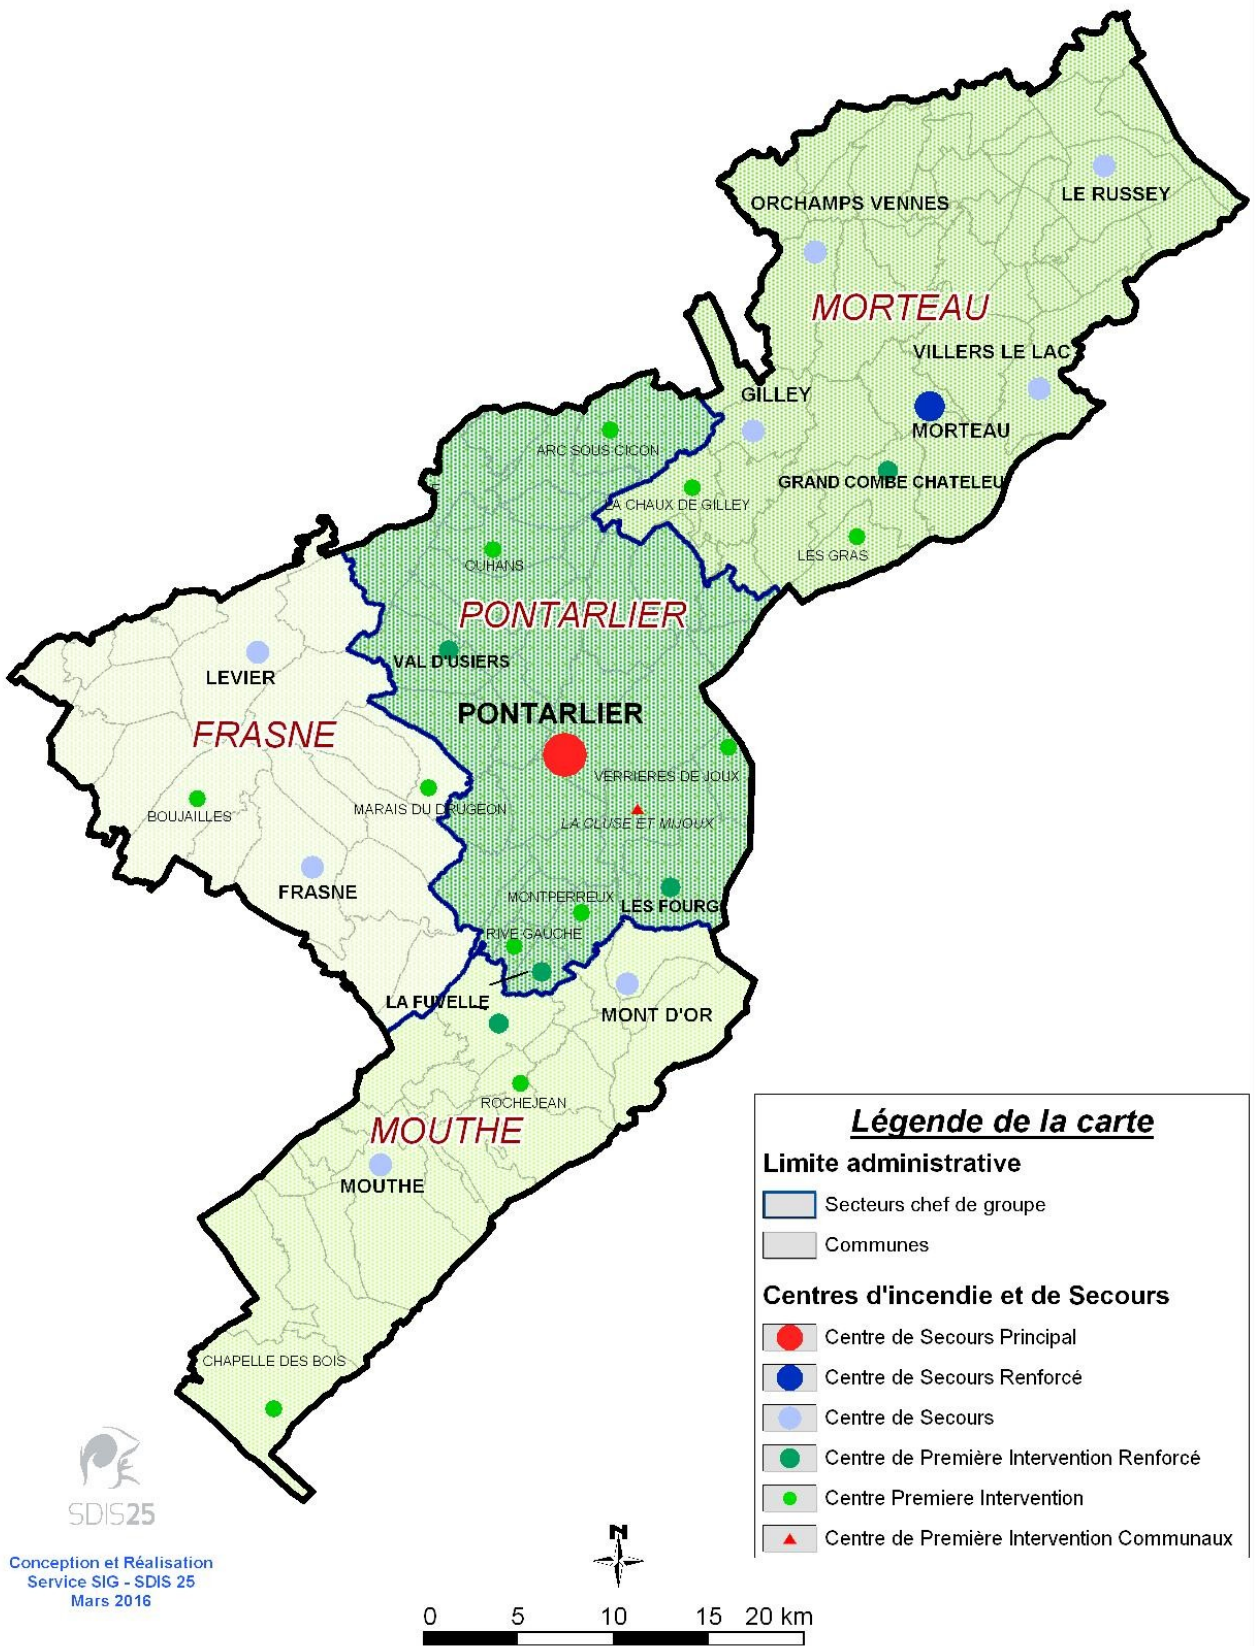 LE RUSSEY
ORCHAMPS VENNES
MORTEAU
VILLERS LE LAC
GILLEY
MORTEAU
ARC SOUS CICON
GRAND COMBE CHATELEU
LA CHAUX DE GILLEY
LES GRAS
OUHANS
PONTARLIER
VAL D'USIERS
LEVIER
PONTARLIER
FRASNE
VERRIERES DE JOUX
MARAIS DU DRUGEON
BOUJAILLES
LA CLUSE ET MIJOUX
FRASNE
MONTPERREUX
LES FOURG
RIVE GAUCHE
LA FUVELLE
MONT D'OR
ROCHEJEAN
MOUTHE
MOUTHE
CHAPELLE DES BOIS
Légende de la carte
Limite administrative
Secteurs chef de groupe
Communes
Centres d'incendie et de Secours
Centre de Secours Principal
Centre de Secours Renforcé
Centre de Secours
Centre de Première Intervention Renforcé
Centre Premiere Intervention
Centre de Première Intervention Communaux
SDIS25
Conception et Réalisation
Service SIG - SDIS 25
Mars 2016
N
0 5 10 15 20 km